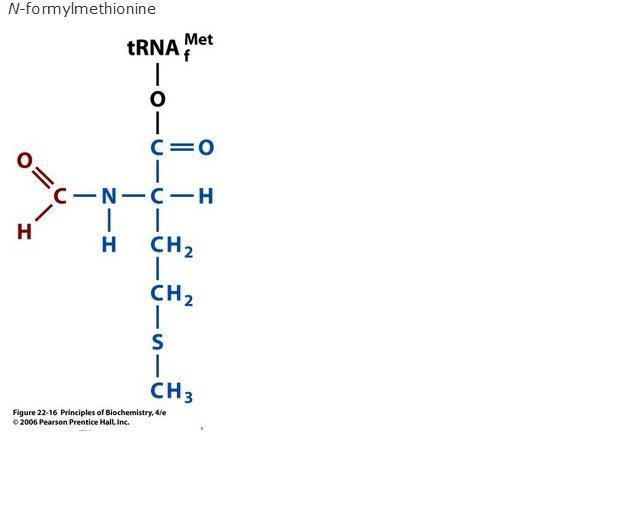 N-formylmethionine
tRNA Met f
O
C=O
O
C—N—C—H
H
H CH2
CH2
S
CH3
Figure 22-16 Principles of Biochemistry, 4/e
© 2006 Pearson Prentice Hall, Inc.